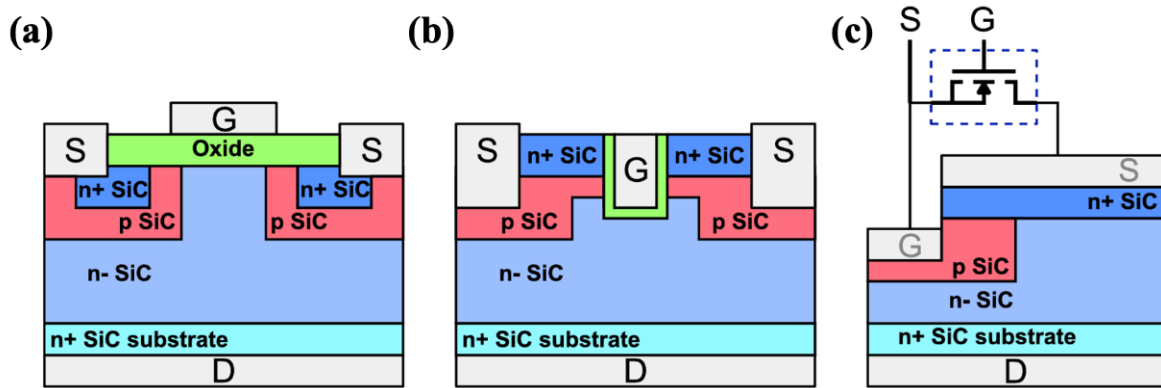 (a)
G
S
Oxide
S
n+ SiC
n+ SiC
p SiC
p SiC
n- SiC
n+ SiC substrate
D
(b)
S
n+ SiC
G
n+ SiC
S
p SiC
p SiC
n- SiC
n+ SiC substrate
D
(c)
S
G
S
n+ SiC
G
p SiC
n- SiC
n+ SiC substrate
D